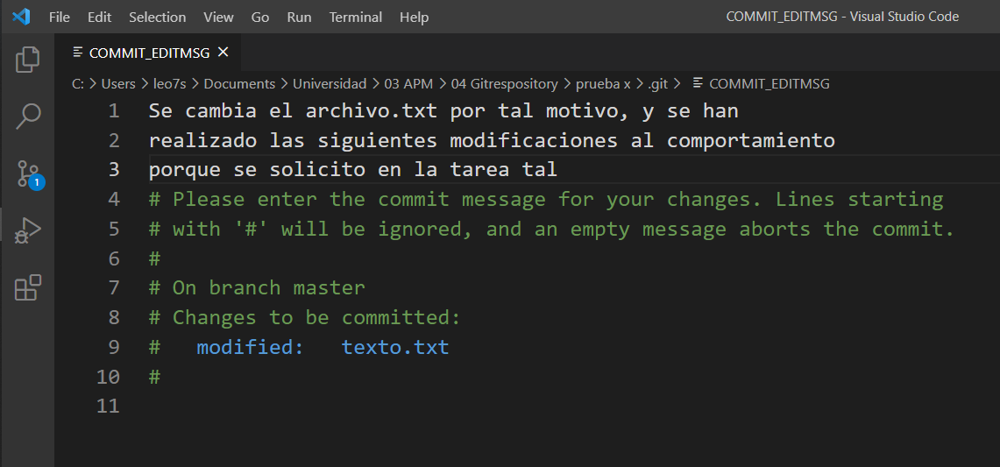 File Edit Selection View Go Run Terminal Help COMMIT_EDITMSG - Visual Studio Code
COMMIT_EDITMSG
C: > Users > leo7s > Documents > Universidad > 03 APM > 04 Gitrespository > prueba x > .git > COMMIT_EDITMSG
1 Se cambia el archivo.txt por tal motivo, y se han
2 realizado las siguientes modificaciones al comportamiento
3 porque se solicito en la tarea tal
4 # Please enter the commit message for your changes. Lines starting
5 # with '#' will be ignored, and an empty message aborts the commit.
6 #
7 # On branch master
8 # Changes to be committed:
9 #   modified:   texto.txt
10 #
11
1